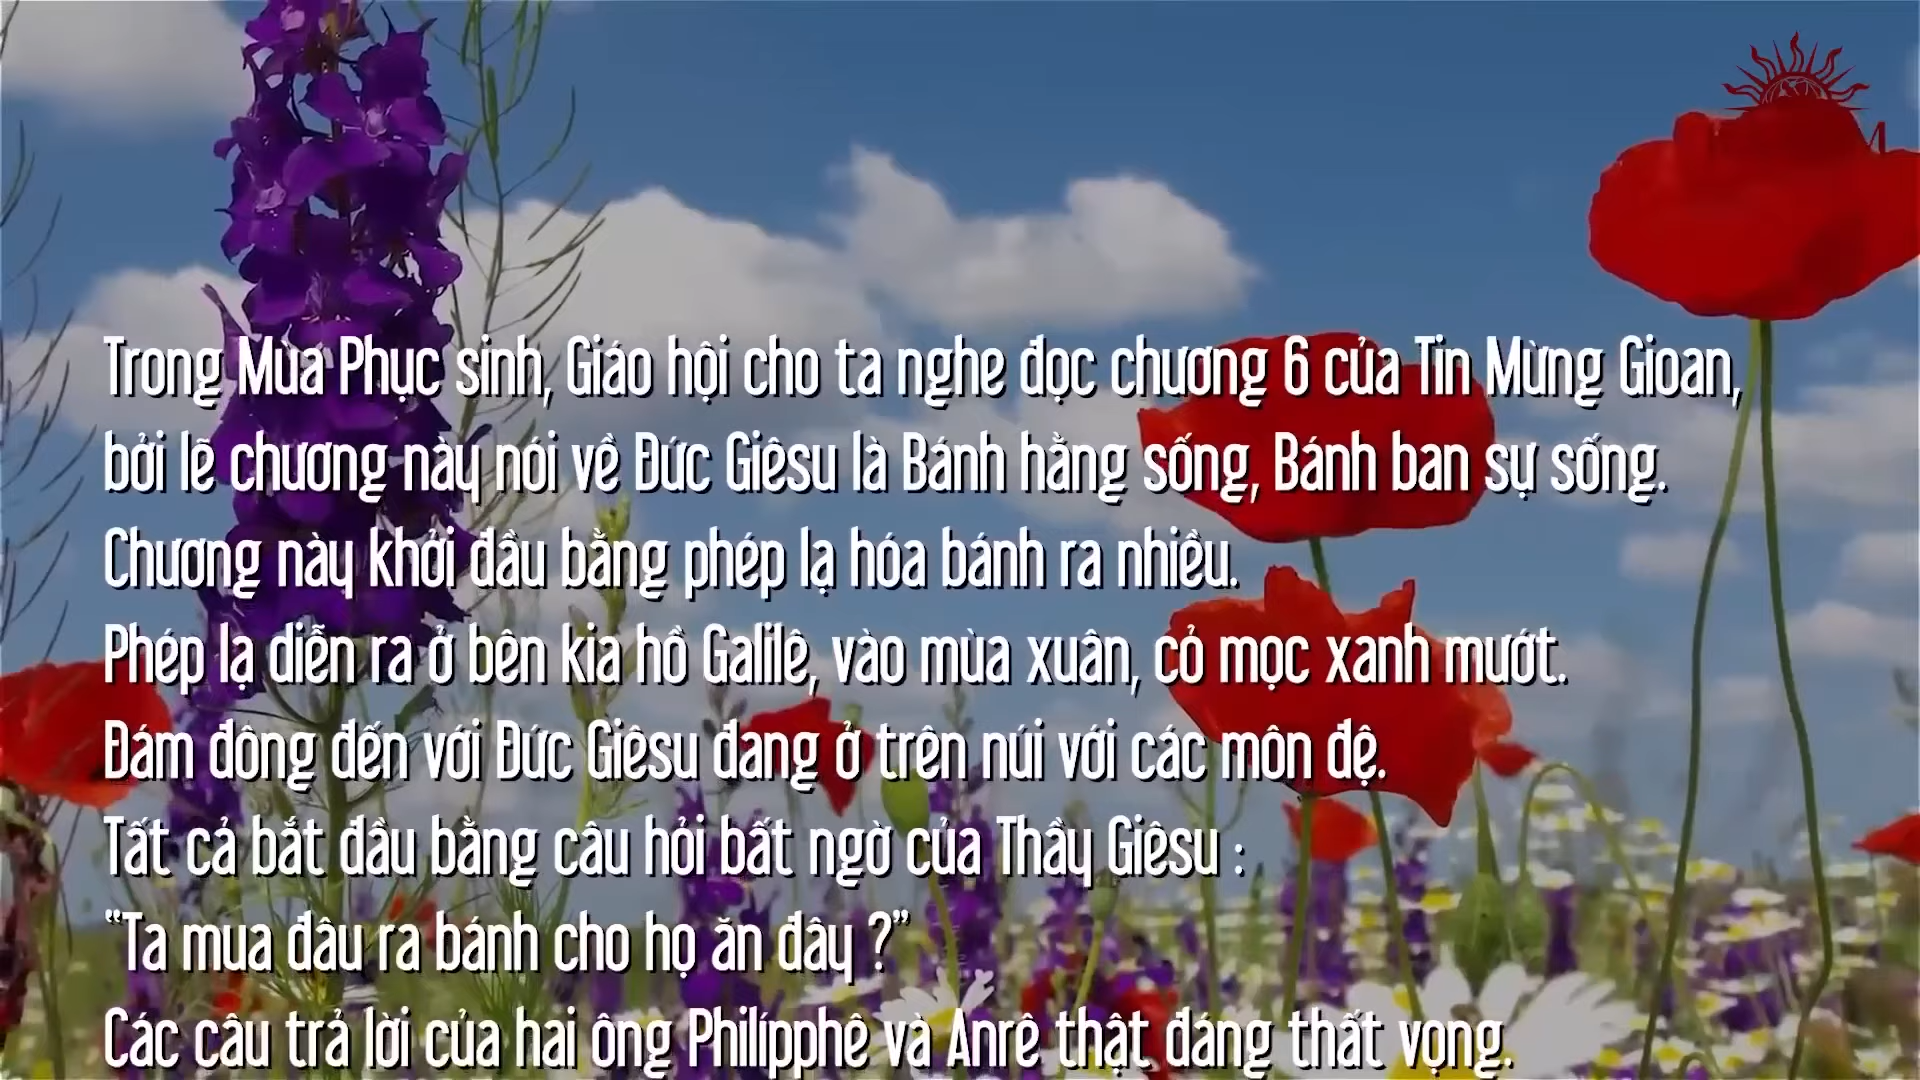 Trong Mùa Phục sinh, Giáo hội cho ta nghe đọc chương 6 của Tin Mừng Gioan,
bởi lẽ chương này nói về Đức Giêsu là Bánh hằng sống, Bánh ban sự sống.
Chương này khởi đầu bằng phép lạ hóa bánh ra nhiều.
Phép lạ diễn ra ở bên kia hồ Galilê, vào mùa xuân, cỏ mọc xanh mướt.
Đám đông đến với Đức Giêsu đang ở trên núi với các môn đệ.
Tất cả bắt đầu bằng câu hỏi bất ngờ của Thầy Giêsu :
“Ta mua đâu ra bánh cho họ ăn đây ?”
Các câu trả lời của hai ông Philípphê và Anrê thật đáng thất vọng.